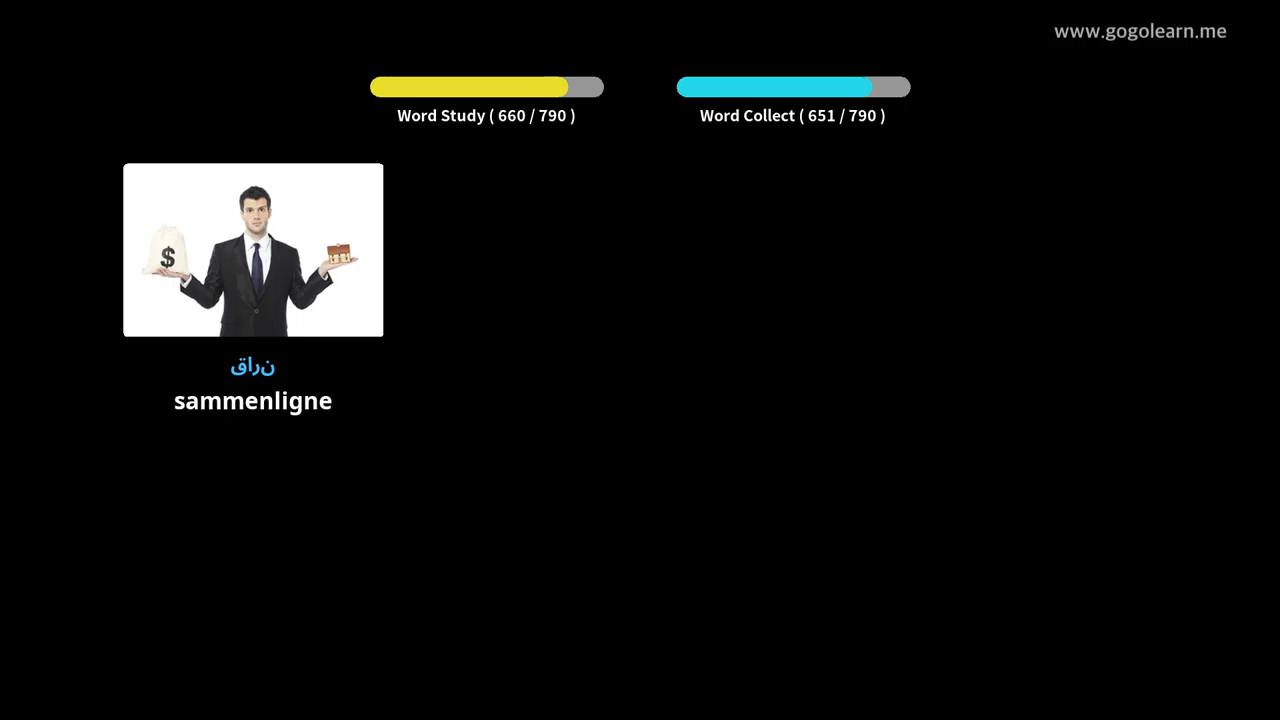 www.gogolearn.me
Word Study ( 660 / 790 )
Word Collect ( 651 / 790 )
$
قارن
sammenligne